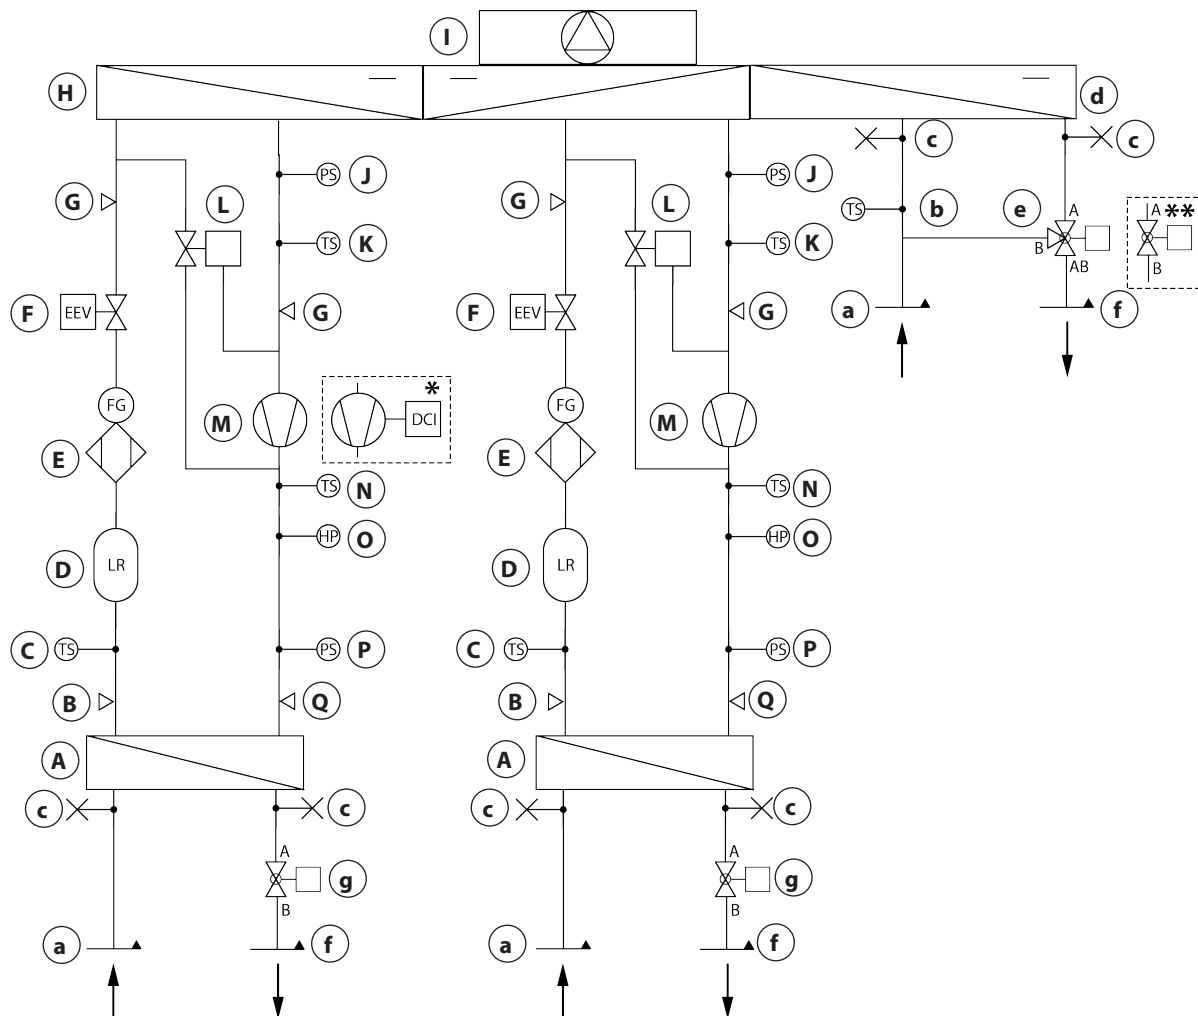 I
H
d
c
c
G
PS J
L
TS K
G
PS J
L
TS K
TS b
e
A
B
AB
A **
B
F EEV
G
F EEV
G
a
f
FG
M
*
DCI
FG
M
E
E
TS N
TS N
HP O
HP O
D LR
D LR
C TS
PS P
C TS
PS P
B
Q
B
Q
A
A
c
c
c
c
A
g
B
A
g
B
a
f
a
f